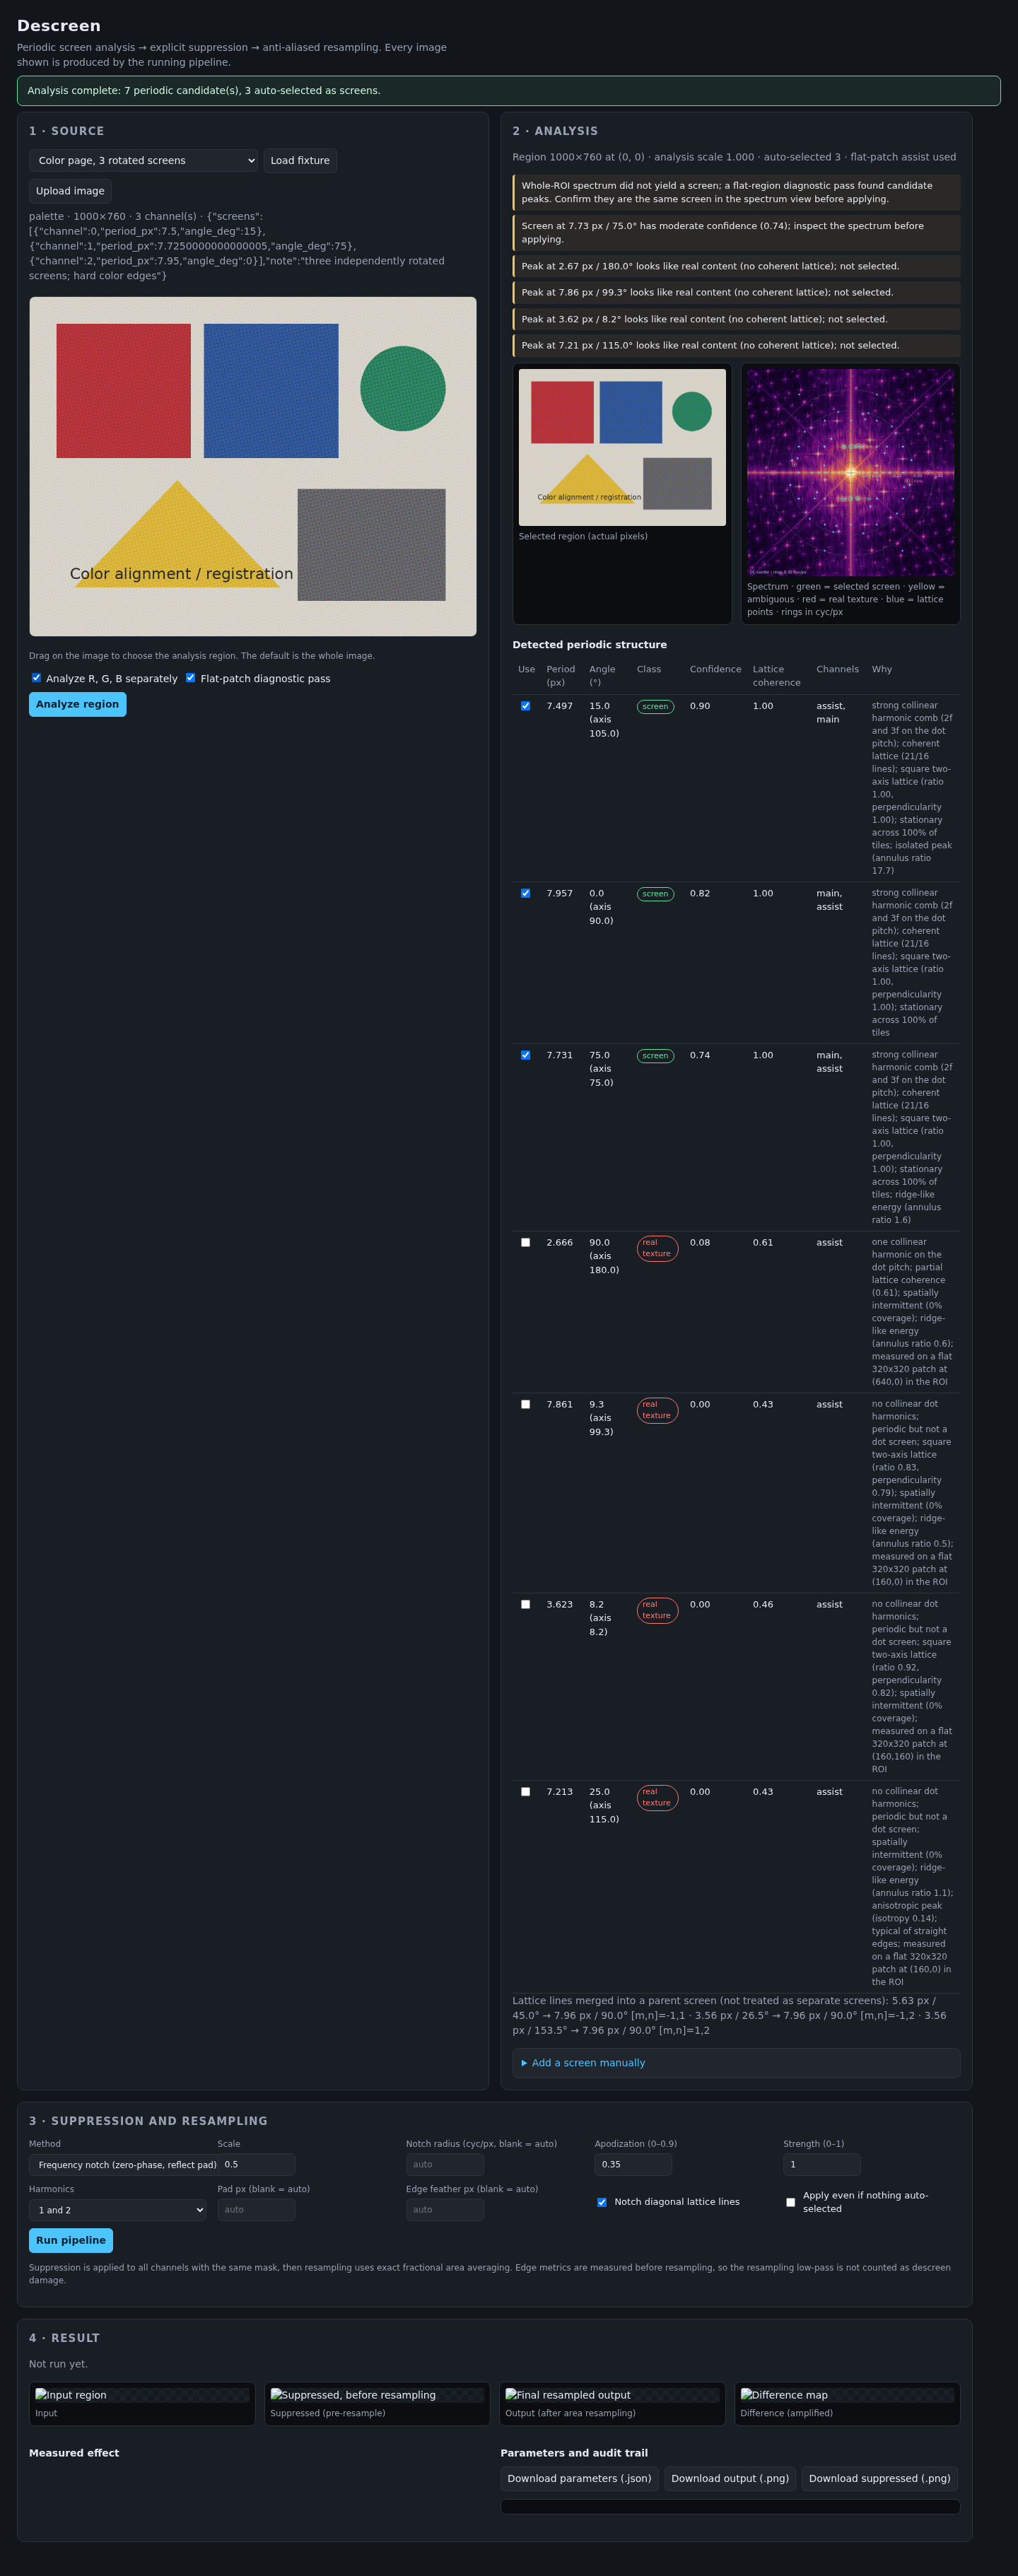 Descreen
Periodic screen analysis → explicit suppression → anti-aliased resampling. Every image
shown is produced by the running pipeline.
Analysis complete: 7 periodic candidate(s), 3 auto-selected as screens.
1 · SOURCE
Color page, 3 rotated screens
Load fixture
Upload image
palette · 1000×760 · 3 channel(s) · {"screens":
[{"channel":0,"period_px":7.5,"angle_deg":15},
{"channel":1,"period_px":7.7250000000000005,"angle_deg":75},
{"channel":2,"period_px":7.95,"angle_deg":0}],"note":"three independently rotated
screens; hard color edges"}
Color alignment / registration
Drag on the image to choose the analysis region. The default is the whole image.
Analyze R, G, B separately
Flat-patch diagnostic pass
Analyze region
2 · ANALYSIS
Region 1000×760 at (0, 0) · analysis scale 1.000 · auto-selected 3 · flat-patch assist used
Whole-ROI spectrum did not yield a screen; a flat-region diagnostic pass found candidate
peaks. Confirm they are the same screen in the spectrum view before applying.
Screen at 7.73 px / 75.0° has moderate confidence (0.74); inspect the spectrum before
applying.
Peak at 2.67 px / 180.0° looks like real content (no coherent lattice); not selected.
Peak at 7.86 px / 99.3° looks like real content (no coherent lattice); not selected.
Peak at 3.62 px / 8.2° looks like real content (no coherent lattice); not selected.
Peak at 7.21 px / 115.0° looks like real content (no coherent lattice); not selected.
Color alignment / registration
Selected region (actual pixels)
Spectrum · green = selected screen · yellow =
ambiguous · red = real texture · blue = lattice
points · rings in cyc/px
Detected periodic structure
Use
Period
(px)
Angle
(°)
Class
Confidence
Lattice
coherence
Channels
Why
7.497
15.0
(axis
105.0)
screen
0.90
1.00
assist,
main
strong collinear
harmonic comb (2f
and 3f on the dot
pitch); coherent
lattice (21/16
lines); square two-
axis lattice (ratio
1.00,
perpendicularity
1.00); stationary
across 100% of
tiles; isolated peak
(annulus ratio
17.7)
7.957
0.0
(axis
90.0)
screen
0.82
1.00
main,
assist
strong collinear
harmonic comb (2f
and 3f on the dot
pitch); coherent
lattice (21/16
lines); square two-
axis lattice (ratio
1.00,
perpendicularity
1.00); stationary
across 100% of
tiles
7.731
75.0
(axis
75.0)
screen
0.74
1.00
main,
assist
strong collinear
harmonic comb (2f
and 3f on the dot
pitch); coherent
lattice (21/16
lines); square two-
axis lattice (ratio
1.00,
perpendicularity
1.00); stationary
across 100% of
tiles; ridge-like
energy (annulus
ratio 1.6)
2.666
90.0
(axis
180.0)
real
texture
0.08
0.61
assist
one collinear
harmonic on the
dot pitch; partial
lattice coherence
(0.61); spatially
intermittent (0%
coverage); ridge-
like energy
(annulus ratio 0.6);
measured on a flat
320x320 patch at
(640,0) in the ROI
7.861
9.3
(axis
99.3)
real
texture
0.00
0.43
assist
no collinear dot
harmonics;
periodic but not a
dot screen; square
two-axis lattice
(ratio 0.83,
perpendicularity
0.79); spatially
intermittent (0%
coverage); ridge-
like energy
(annulus ratio 0.5);
measured on a flat
320x320 patch at
(160,0) in the ROI
3.623
8.2
(axis
8.2)
real
texture
0.00
0.46
assist
no collinear dot
harmonics;
periodic but not a
dot screen; square
two-axis lattice
(ratio 0.92,
perpendicularity
0.82); spatially
intermittent (0%
coverage);
measured on a flat
320x320 patch at
(160,160) in the
ROI
7.213
25.0
(axis
115.0)
real
texture
0.00
0.43
assist
no collinear dot
harmonics;
periodic but not a
dot screen;
spatially
intermittent (0%
coverage); ridge-
like energy
(annulus ratio 1.1);
anisotropic peak
(isotropy 0.14);
typical of straight
edges; measured
on a flat 320x320
patch at (160,0) in
the ROI
Lattice lines merged into a parent screen (not treated as separate screens): 5.63 px /
45.0° → 7.96 px / 90.0° [m,n]=-1,1 · 3.56 px / 26.5° → 7.96 px / 90.0° [m,n]=-1,2 · 3.56
px / 153.5° → 7.96 px / 90.0° [m,n]=1,2
▶ Add a screen manually
3 · SUPPRESSION AND RESAMPLING
Method
Scale
Notch radius (cyc/px, blank = auto)
Apodization (0–0.9)
Strength (0–1)
Frequency notch (zero-phase, reflect pad)
0.5
auto
0.35
1
Harmonics
Pad px (blank = auto)
Edge feather px (blank = auto)
1 and 2
auto
auto
Notch diagonal lattice lines
Apply even if nothing auto-
selected
Run pipeline
Suppression is applied to all channels with the same mask, then resampling uses exact fractional area averaging. Edge metrics are measured before resampling, so the resampling low-pass is not counted as descreen
damage.
4 · RESULT
Not run yet.
Input region
Input
Suppressed, before resampling
Suppressed (pre-resample)
Final resampled output
Output (after area resampling)
Difference map
Difference (amplified)
Measured effect
Parameters and audit trail
Download parameters (.json)
Download output (.png)
Download suppressed (.png)